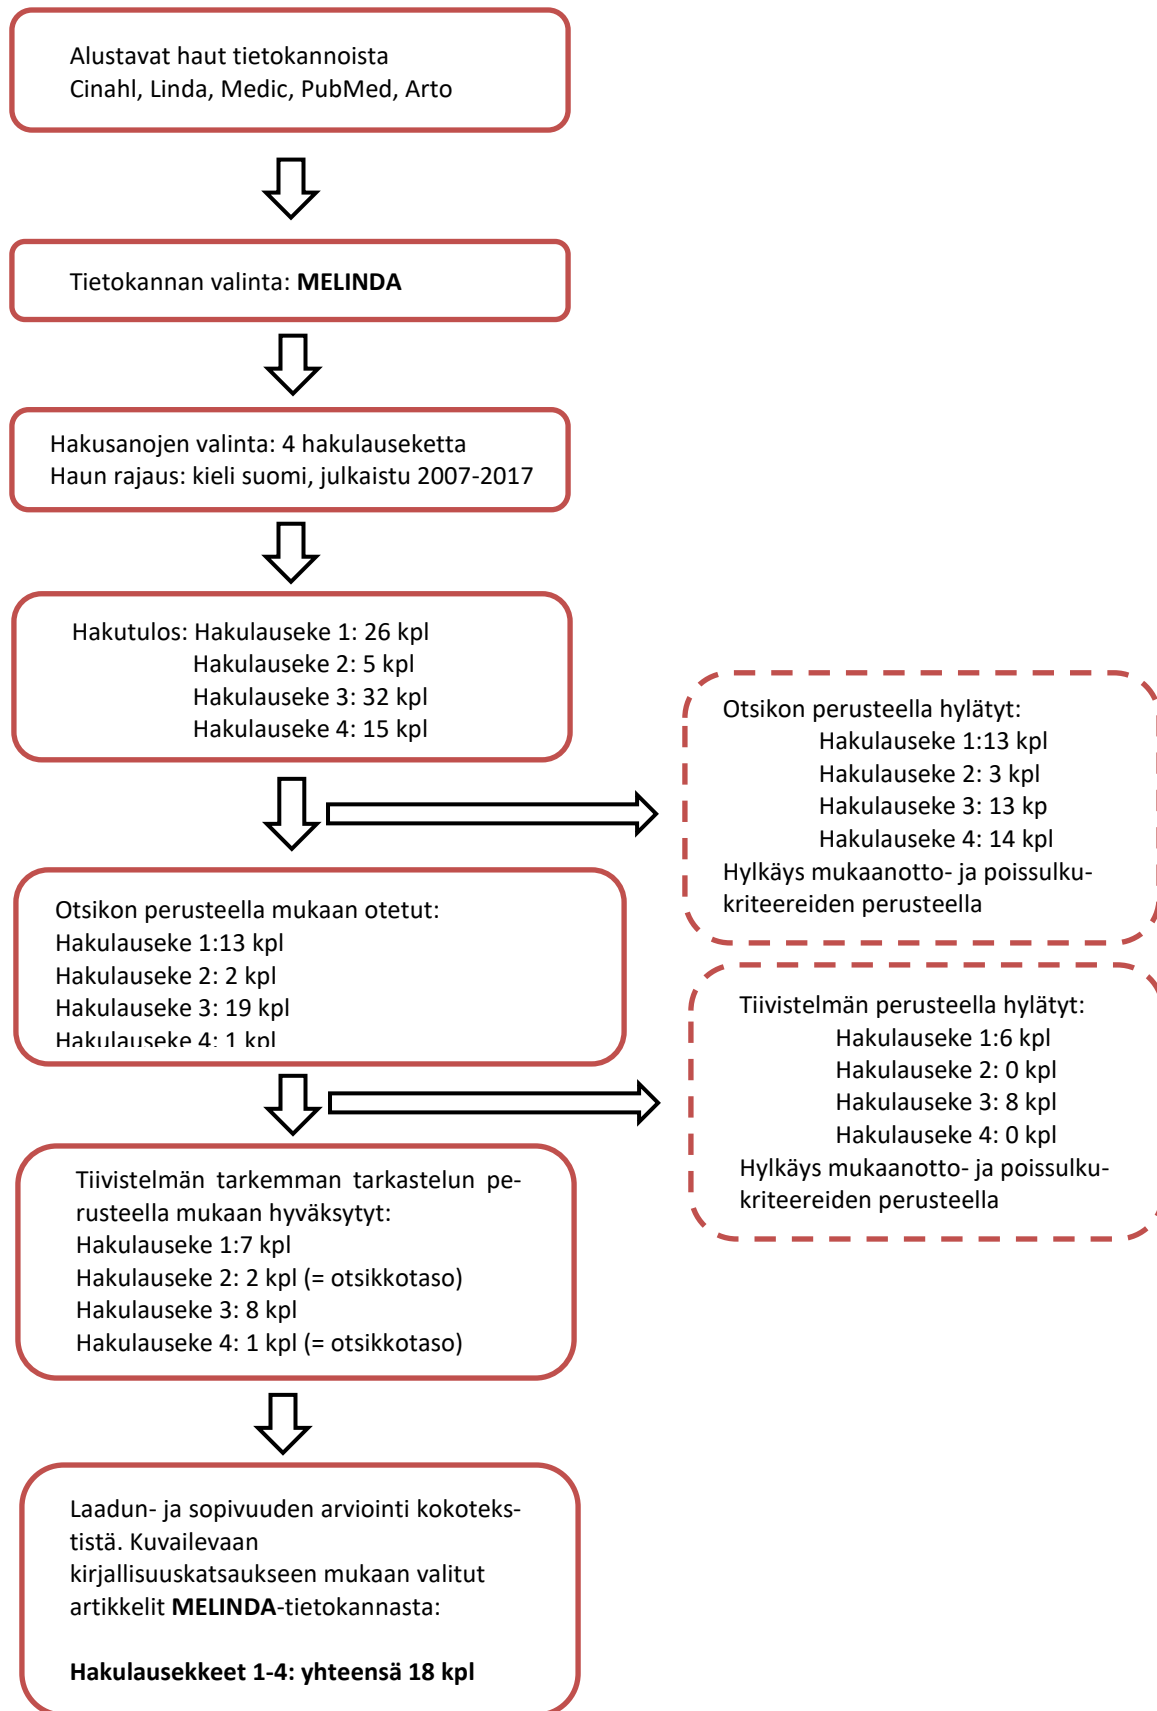 Alustavat haut tietokannoista
Cinahl, Linda, Medic, PubMed, Arto
Tietokannan valinta: MELINDA
Hakusanojen valinta: 4 hakulauseketta
Haun rajaus: kieli suomi, julkaistu 2007-2017
Hakutulos: Hakulauseke 1: 26 kpl
Hakulauseke 2: 5 kpl
Hakulauseke 3: 32 kpl
Hakulauseke 4: 15 kpl
Otsikon perusteella hylätyt:
Hakulauseke 1:13 kpl
Hakulauseke 2: 3 kpl
Hakulauseke 3: 13 kp
Hakulauseke 4: 14 kpl
Hylkäys mukaanotto- ja poissulku-
kriteereiden perusteella
Otsikon perusteella mukaan otetut:
Hakulauseke 1:13 kpl
Hakulauseke 2: 2 kpl
Hakulauseke 3: 19 kpl
Hakulauseke 4: 1 kpl
Tiivistelmän perusteella hylätyt:
Hakulauseke 1:6 kpl
Hakulauseke 2: 0 kpl
Hakulauseke 3: 8 kpl
Hakulauseke 4: 0 kpl
Hylkäys mukaanotto- ja poissulku-
kriteereiden perusteella
Tiivistelmän tarkemman tarkastelun pe-
rusteella mukaan hyväksytyt:
Hakulauseke 1:7 kpl
Hakulauseke 2: 2 kpl (= otsikkotaso)
Hakulauseke 3: 8 kpl
Hakulauseke 4: 1 kpl (= otsikkotaso)
Laadun- ja sopivuuden arviointi kokoteks-
tistä. Kuvailevaan
kirjallisuuskatsaukseen mukaan valitut
artikkelit MELINDA-tietokannasta:
Hakulausekkeet 1-4: yhteensä 18 kpl